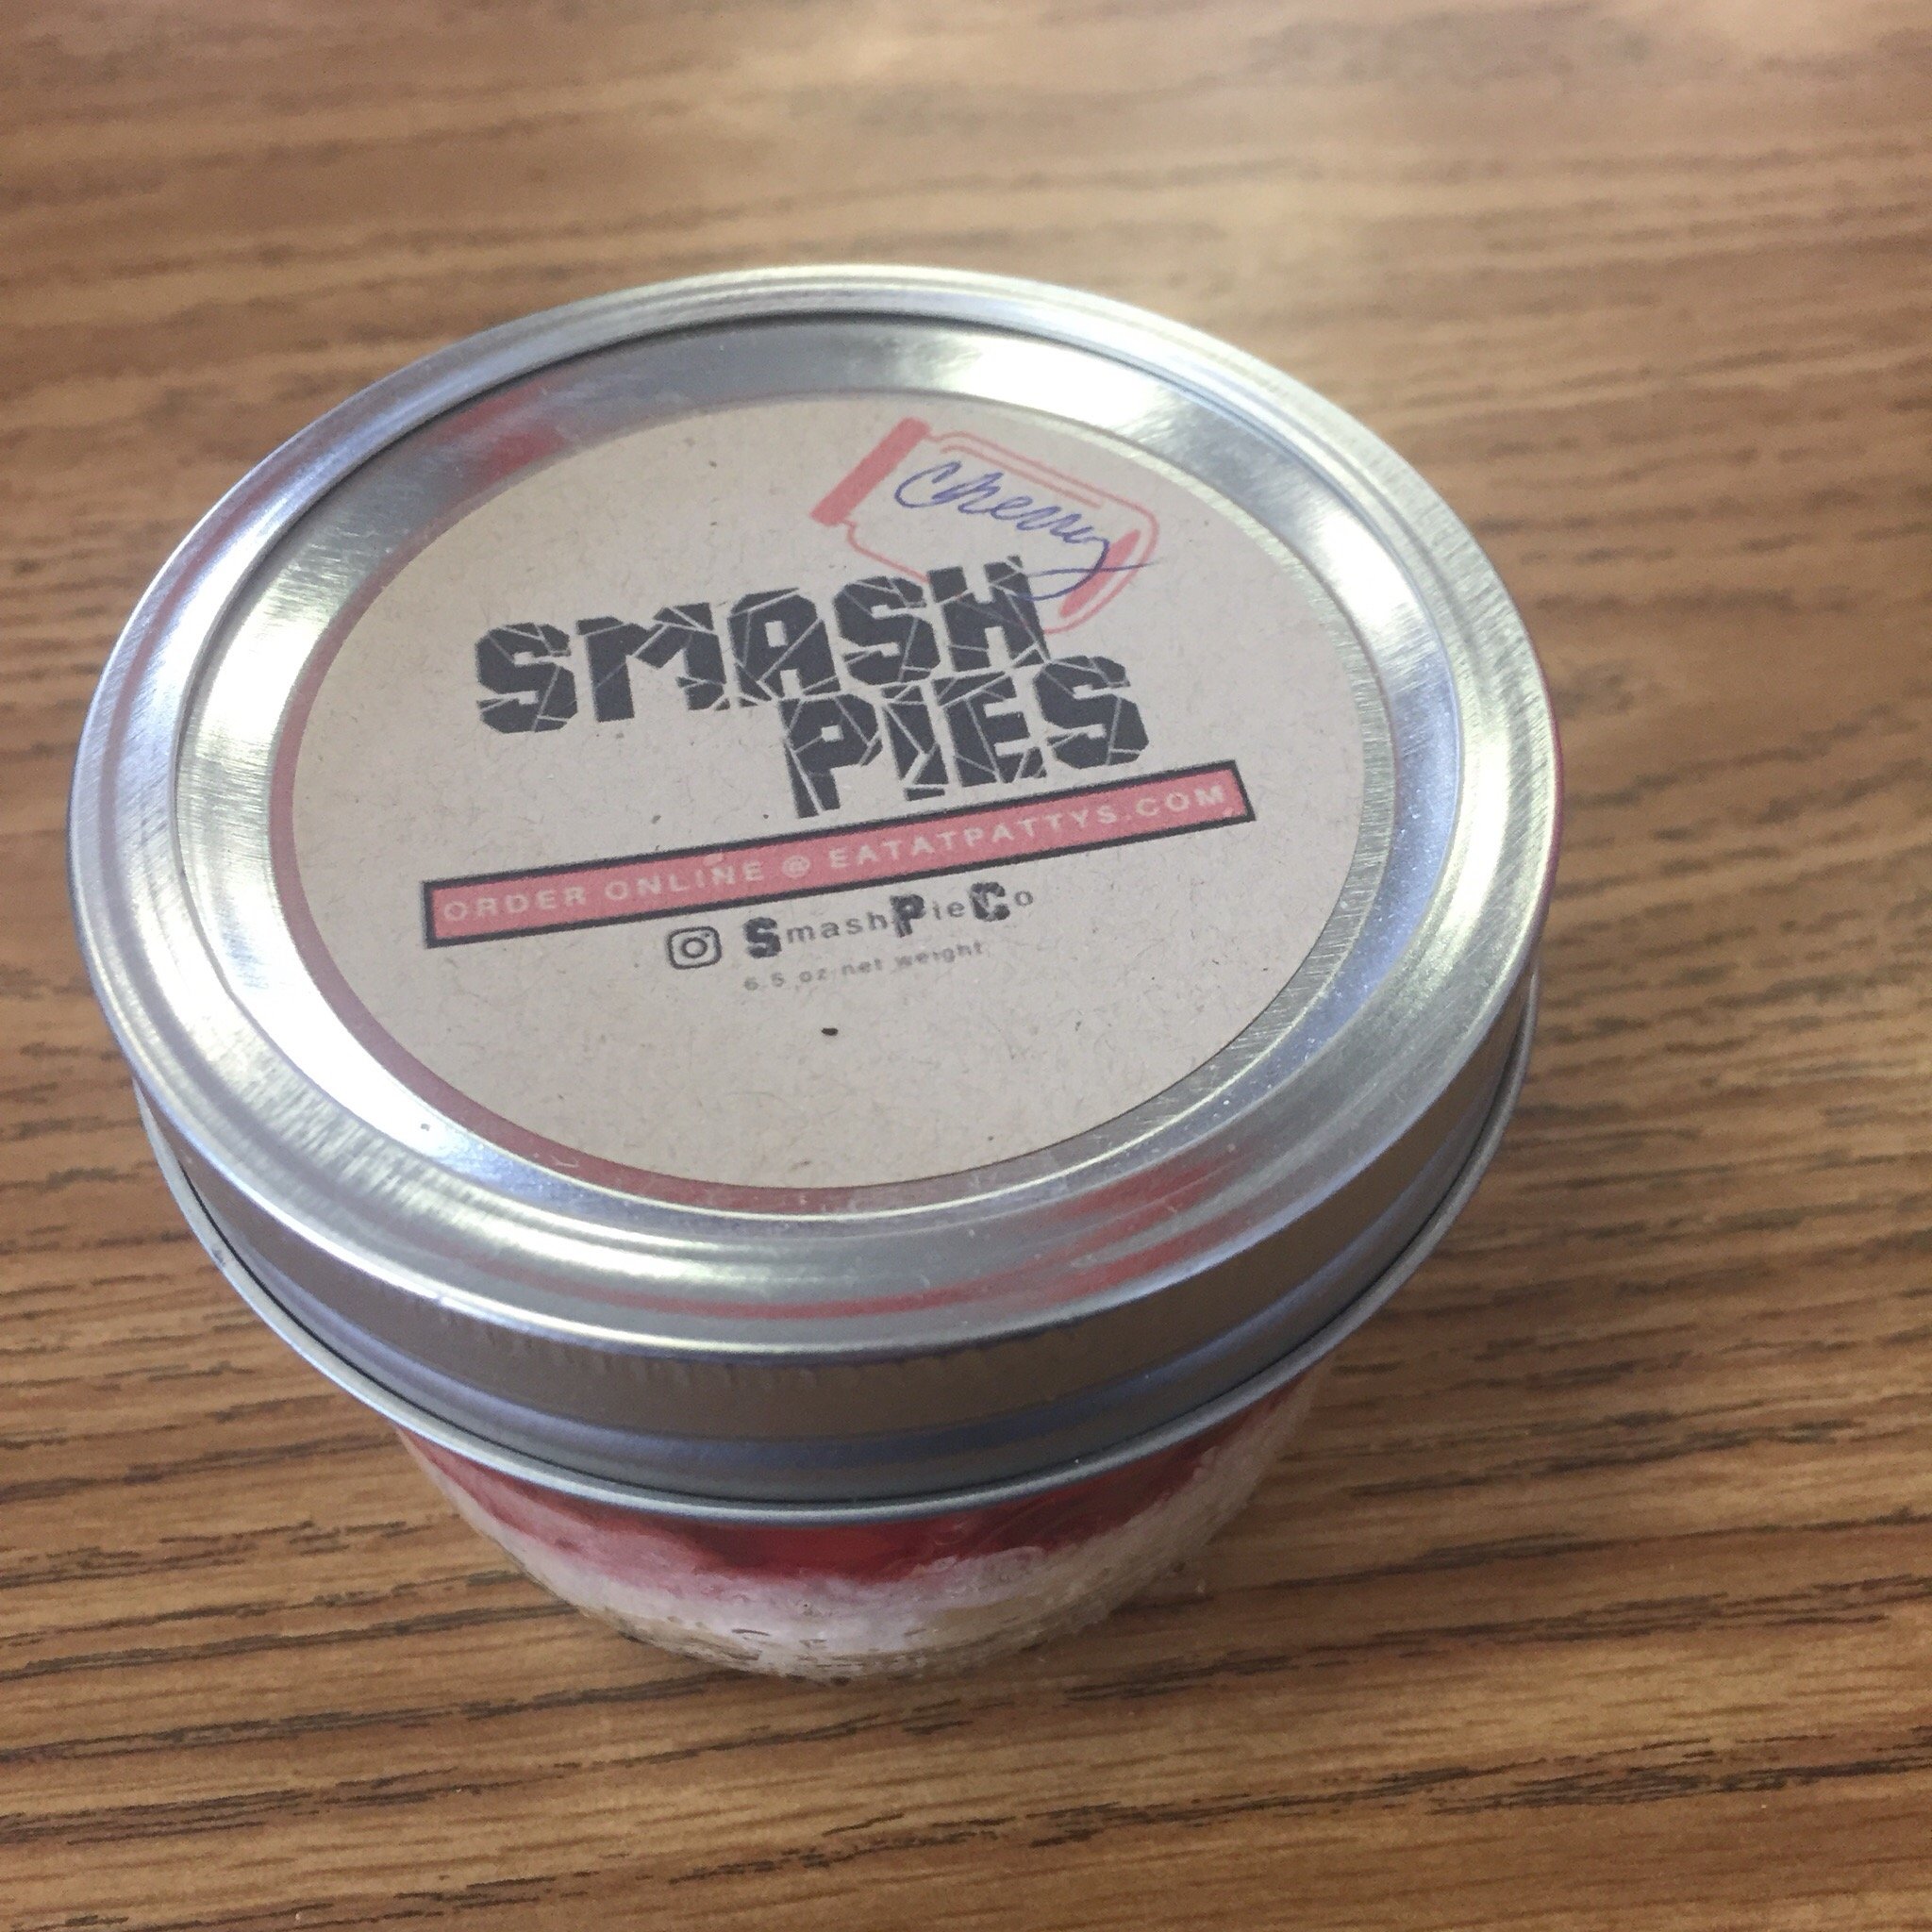 Cherry
SMASH
PIES
ORDER ONLINE @ EATATPATTYS.COM
SmashPieCo
6.5 oz net weight